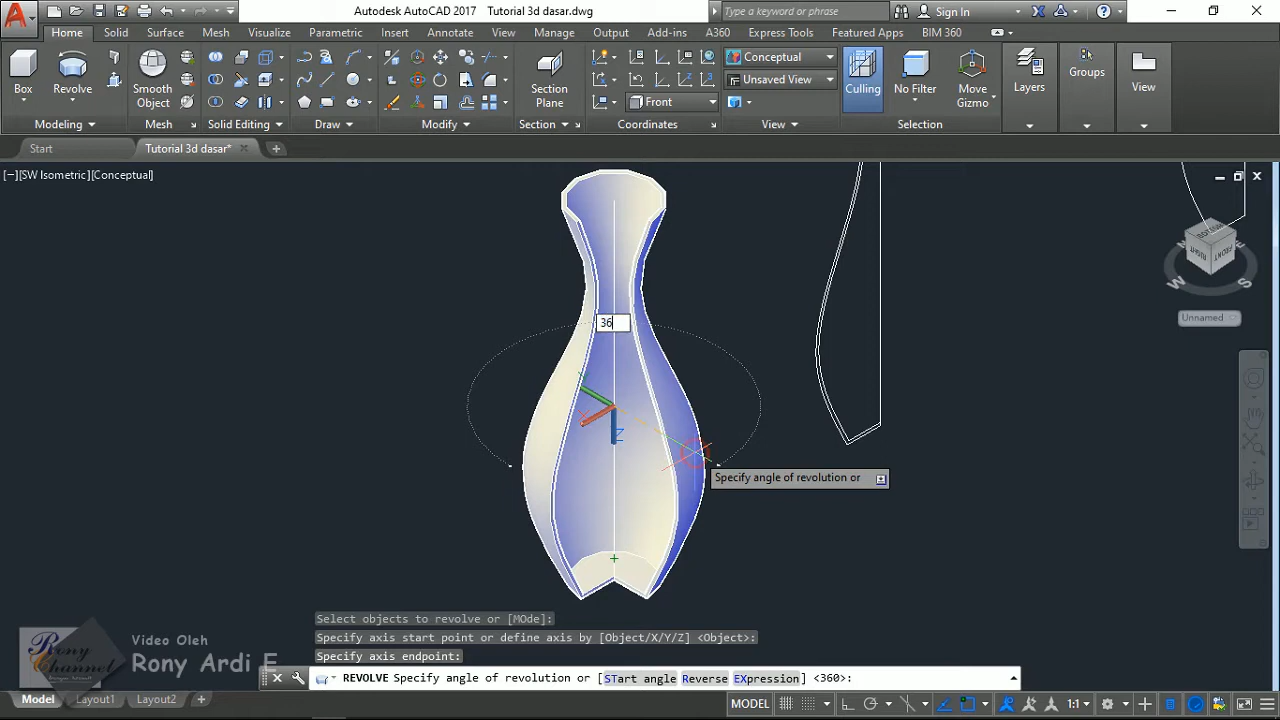 Autodesk AutoCAD 2017 Tutorial 3d dasar.dwg
Type a keyword or phrase
Sign In
Home Solid Surface Mesh Visualize Parametric Insert Annotate View Manage Output Add-ins A360 Express Tools Featured Apps BIM 360
Conceptual
Unsaved View
Front
Box Revolve Smooth Object Section Plane Culling No Filter Move Gizmo Layers Groups View
Modeling Mesh Solid Editing Draw Modify Section Coordinates View Selection
Start Tutorial 3d dasar*
[−][SW Isometric][Conceptual]
RIGHT FRONT
W S
Unnamed
36
Z
Specify angle of revolution or
Select objects to revolve or [MOde]:
Specify axis start point or define axis by [Object/X/Y/Z] <Object>:
Specify axis endpoint:
REVOLVE Specify angle of revolution or [STart angle Reverse EXpression] <360>:
Rony Channel
Video Oleh
Rony Ardi E
Model Layout1 Layout2 +
MODEL 1:1